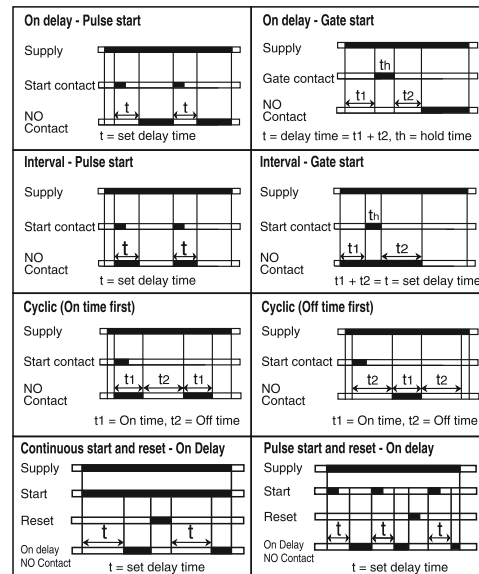 On delay - Pulse start
Supply
Start contact
t t
NO
Contact
t = set delay time
On delay - Gate start
Supply
th
Gate contact
t1 t2
NO
Contact
t = delay time = t1 + t2, th = hold time
Interval - Pulse start
Supply
Start contact
t t
NO
Contact
t = set delay time
Interval - Gate start
Supply
th
Start contact
t1 t2
NO
Contact
t1 + t2 = t = set delay time
Cyclic (On time first)
Supply
Start contact
t1 t2 t1
NO
Contact
t1 = On time, t2 = Off time
Cyclic (Off time first)
Supply
Start contact
t2 t1 t2
NO
Contact
t1 = On time, t2 = Off time
Continuous start and reset - On Delay
Supply
Start
Reset
t t
On delay
NO Contact
t = set delay time
Pulse start and reset - On delay
Supply
Start
Reset
t t t
On Delay
NO Contact
t = set delay time